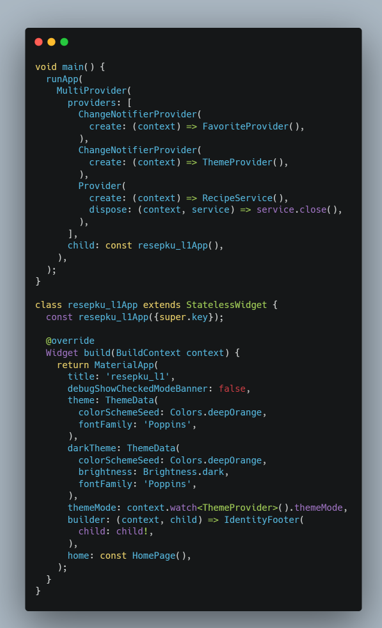 void main() {
  runApp(
    MultiProvider(
      providers: [
        ChangeNotifierProvider(
          create: (context) => FavoriteProvider(),
        ),
        ChangeNotifierProvider(
          create: (context) => ThemeProvider(),
        ),
        Provider(
          create: (context) => RecipeService(),
          dispose: (context, service) => service.close(),
        ),
      ],
      child: const resepku_l1App(),
    ),
  );
}

class resepku_l1App extends StatelessWidget {
  const resepku_l1App({super.key});

  @override
  Widget build(BuildContext context) {
    return MaterialApp(
      title: 'resepku_l1',
      debugShowCheckedModeBanner: false,
      theme: ThemeData(
        colorSchemeSeed: Colors.deepOrange,
        fontFamily: 'Poppins',
      ),
      darkTheme: ThemeData(
        colorSchemeSeed: Colors.deepOrange,
        brightness: Brightness.dark,
        fontFamily: 'Poppins',
      ),
      themeMode: context.watch<ThemeProvider>().themeMode,
      builder: (context, child) => IdentityFooter(
        child: child!,
      ),
      home: const HomePage(),
    );
  }
}